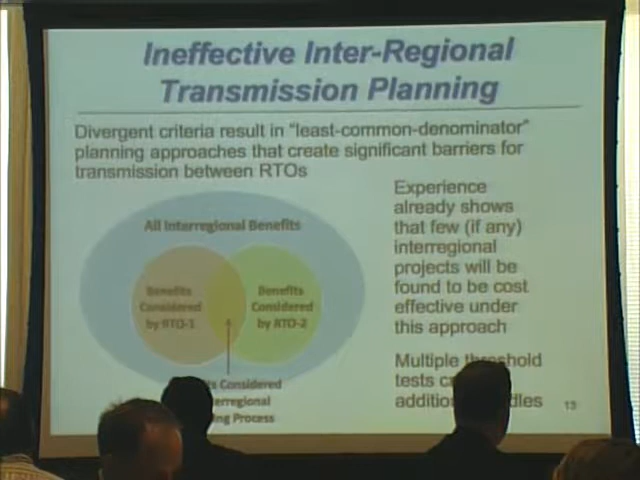 Ineffective Inter-Regional
Transmission Planning
Divergent criteria result in "least-common-denominator"
planning approaches that create significant barriers for
transmission between RTOs
All Interregional Benefits
Benefits
Considered
by RTO-1
Benefits
Considered
by RTO-2
Considered
Process
Experience
already shows
that few (if any)
interregional
projects will be
found to be cost
effective under
this approach
Multiple threshold
tests
13